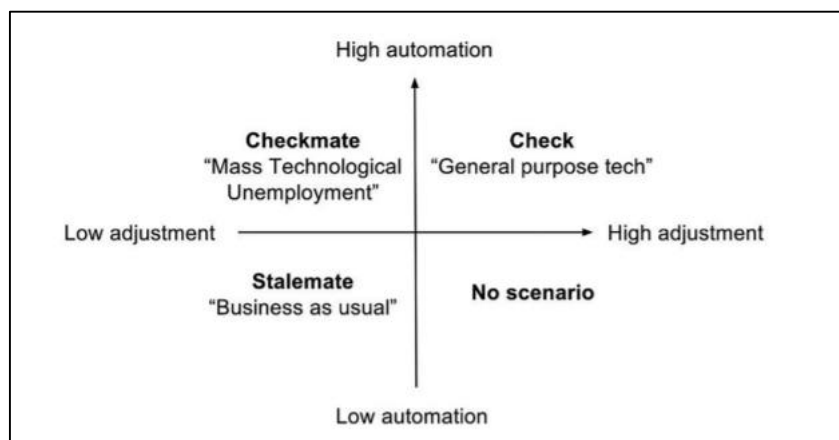 High automation
Checkmate
“Mass Technological
Unemployment”
Check
“General purpose tech”
Low adjustment
High adjustment
Stalemate
“Business as usual”
No scenario
Low automation